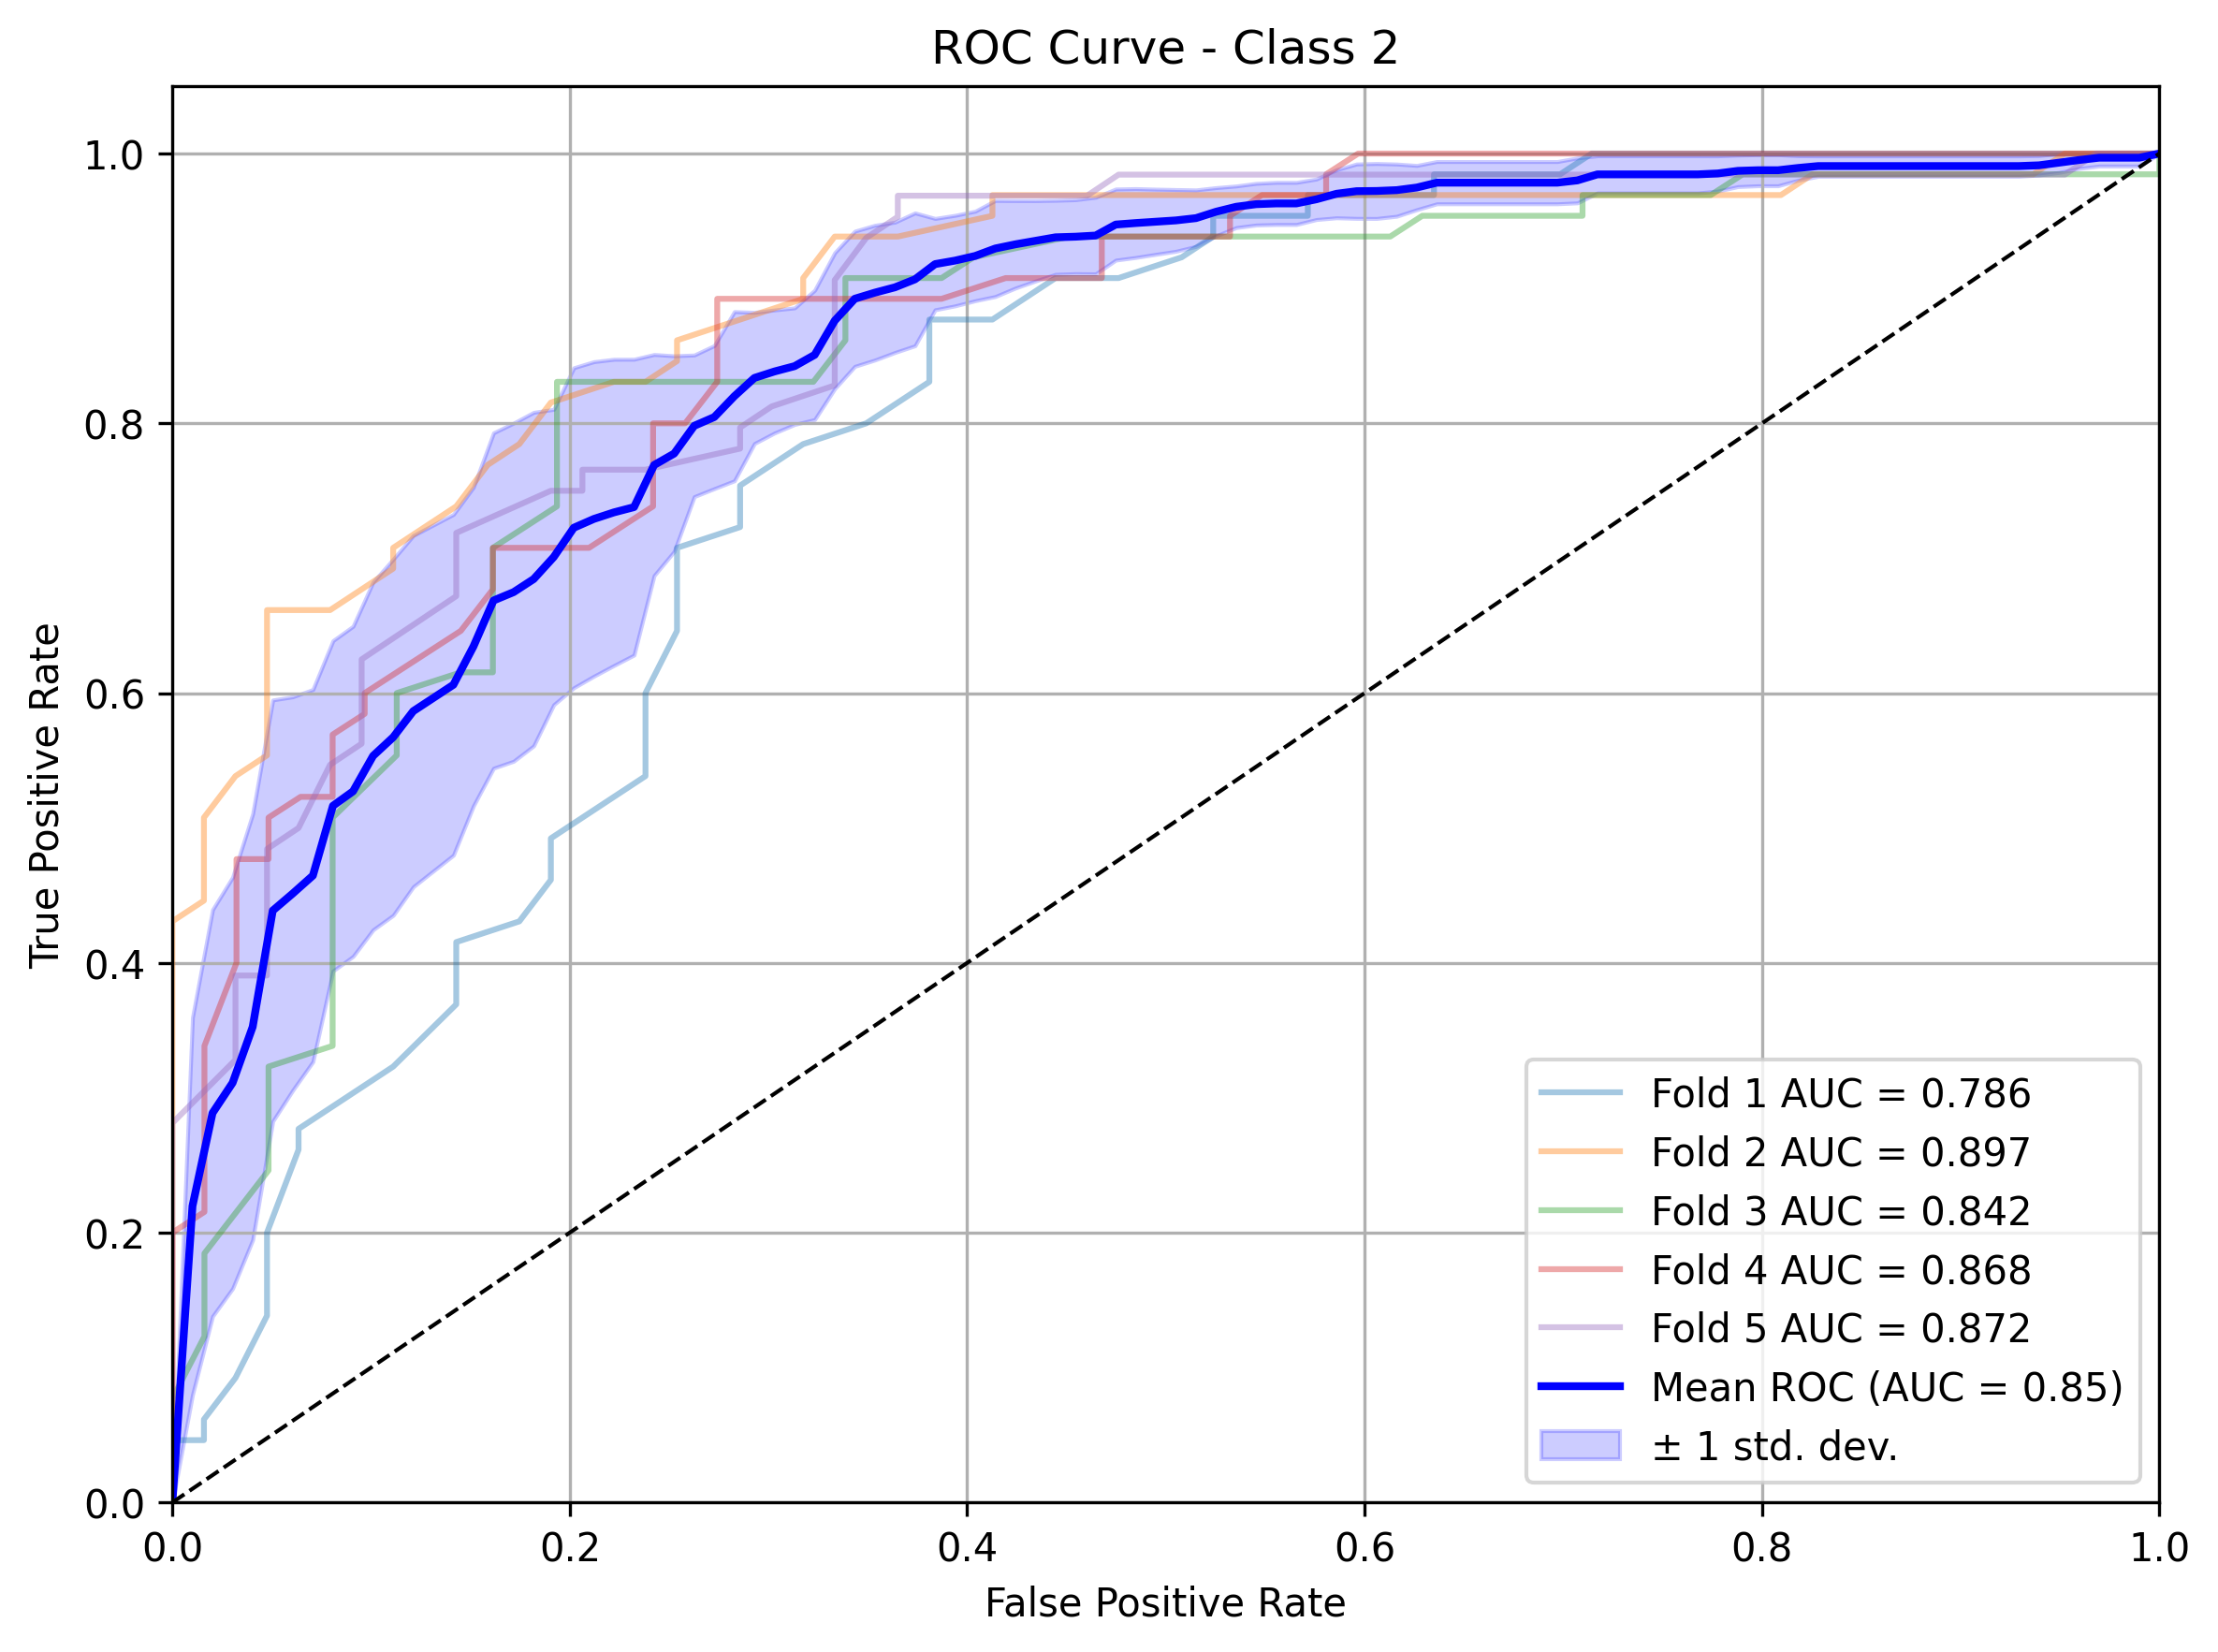 ROC Curve - Class 2
1.0
0.8
0.6
0.4
0.2
0.0
True Positive Rate
0.0 0.2 0.4 0.6 0.8 1.0
False Positive Rate
Fold 1 AUC = 0.786
Fold 2 AUC = 0.897
Fold 3 AUC = 0.842
Fold 4 AUC = 0.868
Fold 5 AUC = 0.872
Mean ROC (AUC = 0.85)
± 1 std. dev.